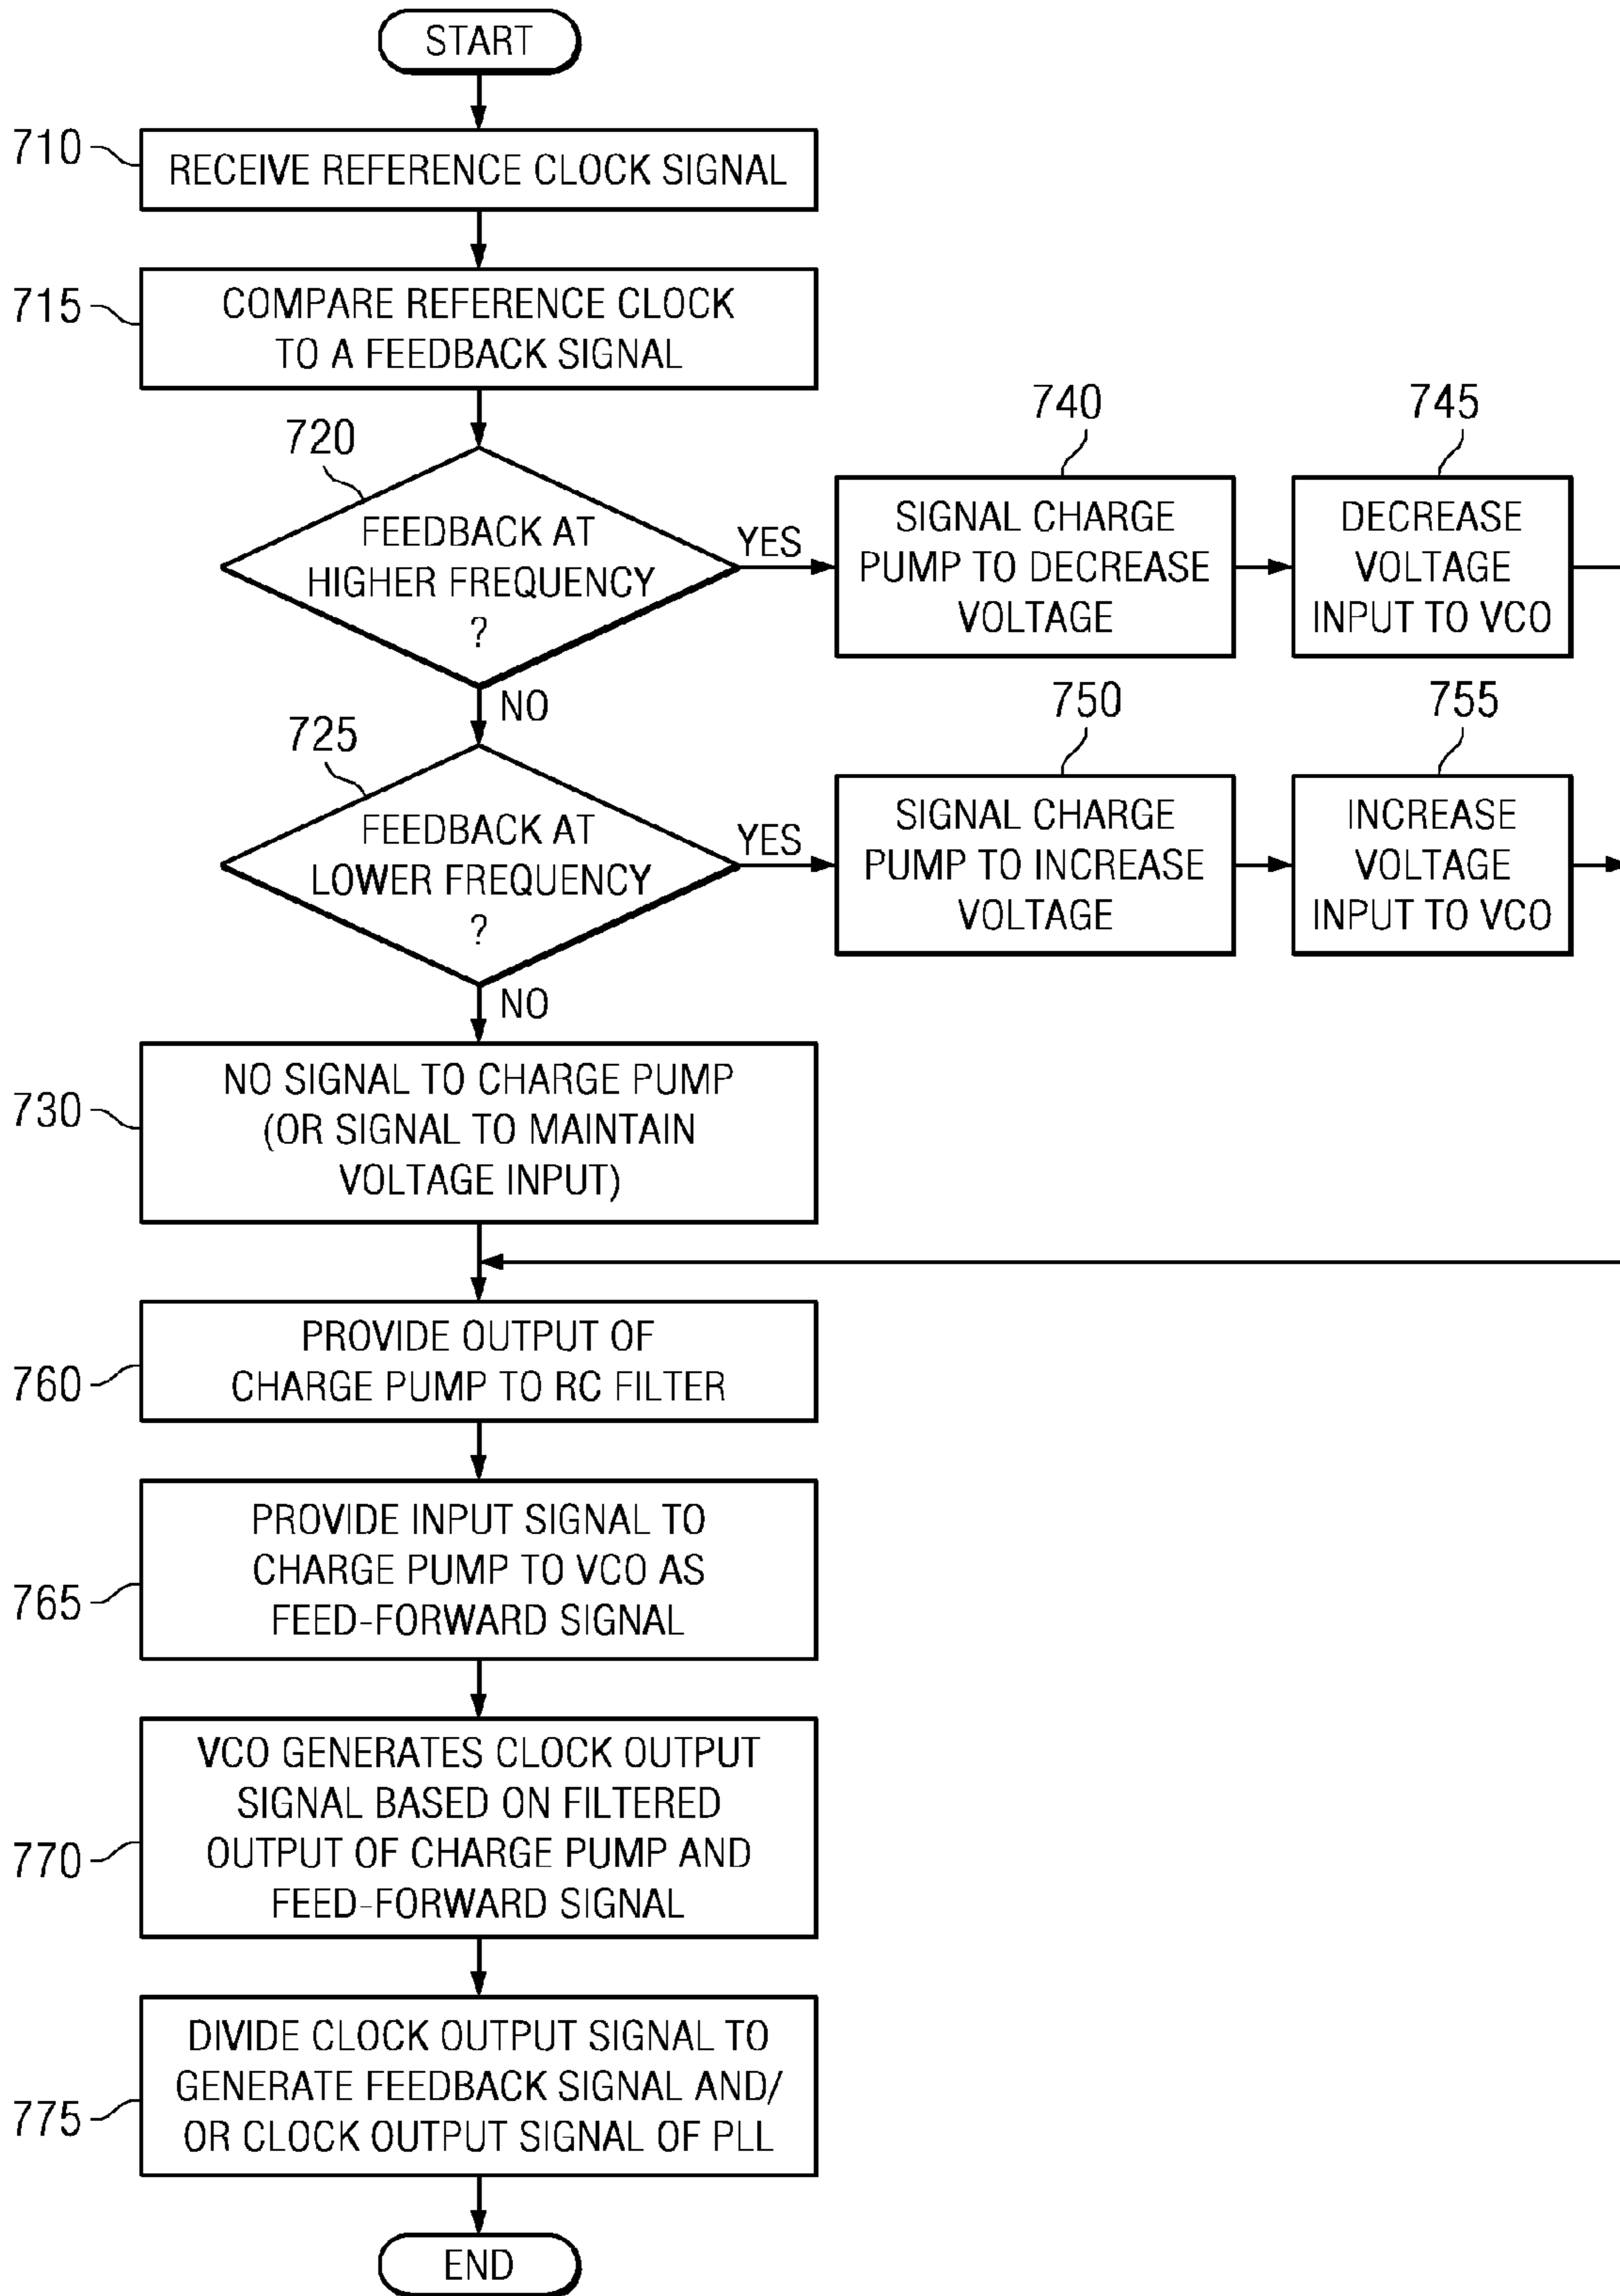 START
710
RECEIVE REFERENCE CLOCK SIGNAL
715
COMPARE REFERENCE CLOCK
TO A FEEDBACK SIGNAL
720
FEEDBACK AT
HIGHER FREQUENCY
?
YES
740
SIGNAL CHARGE
PUMP TO DECREASE
VOLTAGE
745
DECREASE
VOLTAGE
INPUT TO VCO
NO
725
FEEDBACK AT
LOWER FREQUENCY
?
YES
750
SIGNAL CHARGE
PUMP TO INCREASE
VOLTAGE
755
INCREASE
VOLTAGE
INPUT TO VCO
NO
730
NO SIGNAL TO CHARGE PUMP
(OR SIGNAL TO MAINTAIN
VOLTAGE INPUT)
760
PROVIDE OUTPUT OF
CHARGE PUMP TO RC FILTER
765
PROVIDE INPUT SIGNAL TO
CHARGE PUMP TO VCO AS
FEED-FORWARD SIGNAL
770
VCO GENERATES CLOCK OUTPUT
SIGNAL BASED ON FILTERED
OUTPUT OF CHARGE PUMP AND
FEED-FORWARD SIGNAL
775
DIVIDE CLOCK OUTPUT SIGNAL TO
GENERATE FEEDBACK SIGNAL AND/
OR CLOCK OUTPUT SIGNAL OF PLL
END